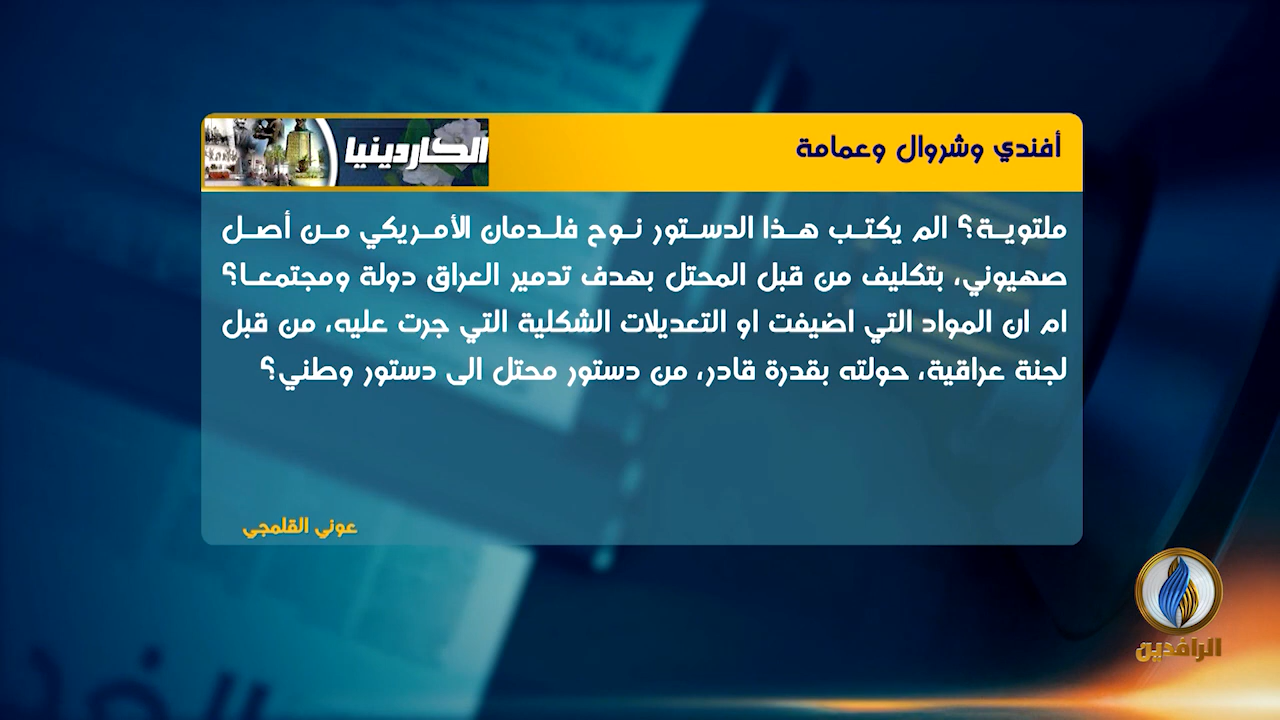 أفندي وشروال وعمامة
الكاردينيا
ملتوية؟ الم يكتب هذا الدستور نوح فلدمان الأمريكي من أصل
صهيوني، بتكليف من قبل المحتل بهدف تدمير العراق دولة ومجتمعا؟
ام ان المواد التي اضيفت او التعديلات الشكلية التي جرت عليه، من قبل
لجنة عراقية، حولته بقدرة قادر، من دستور محتل الى دستور وطني؟
عوني القلمجي
الرافدين